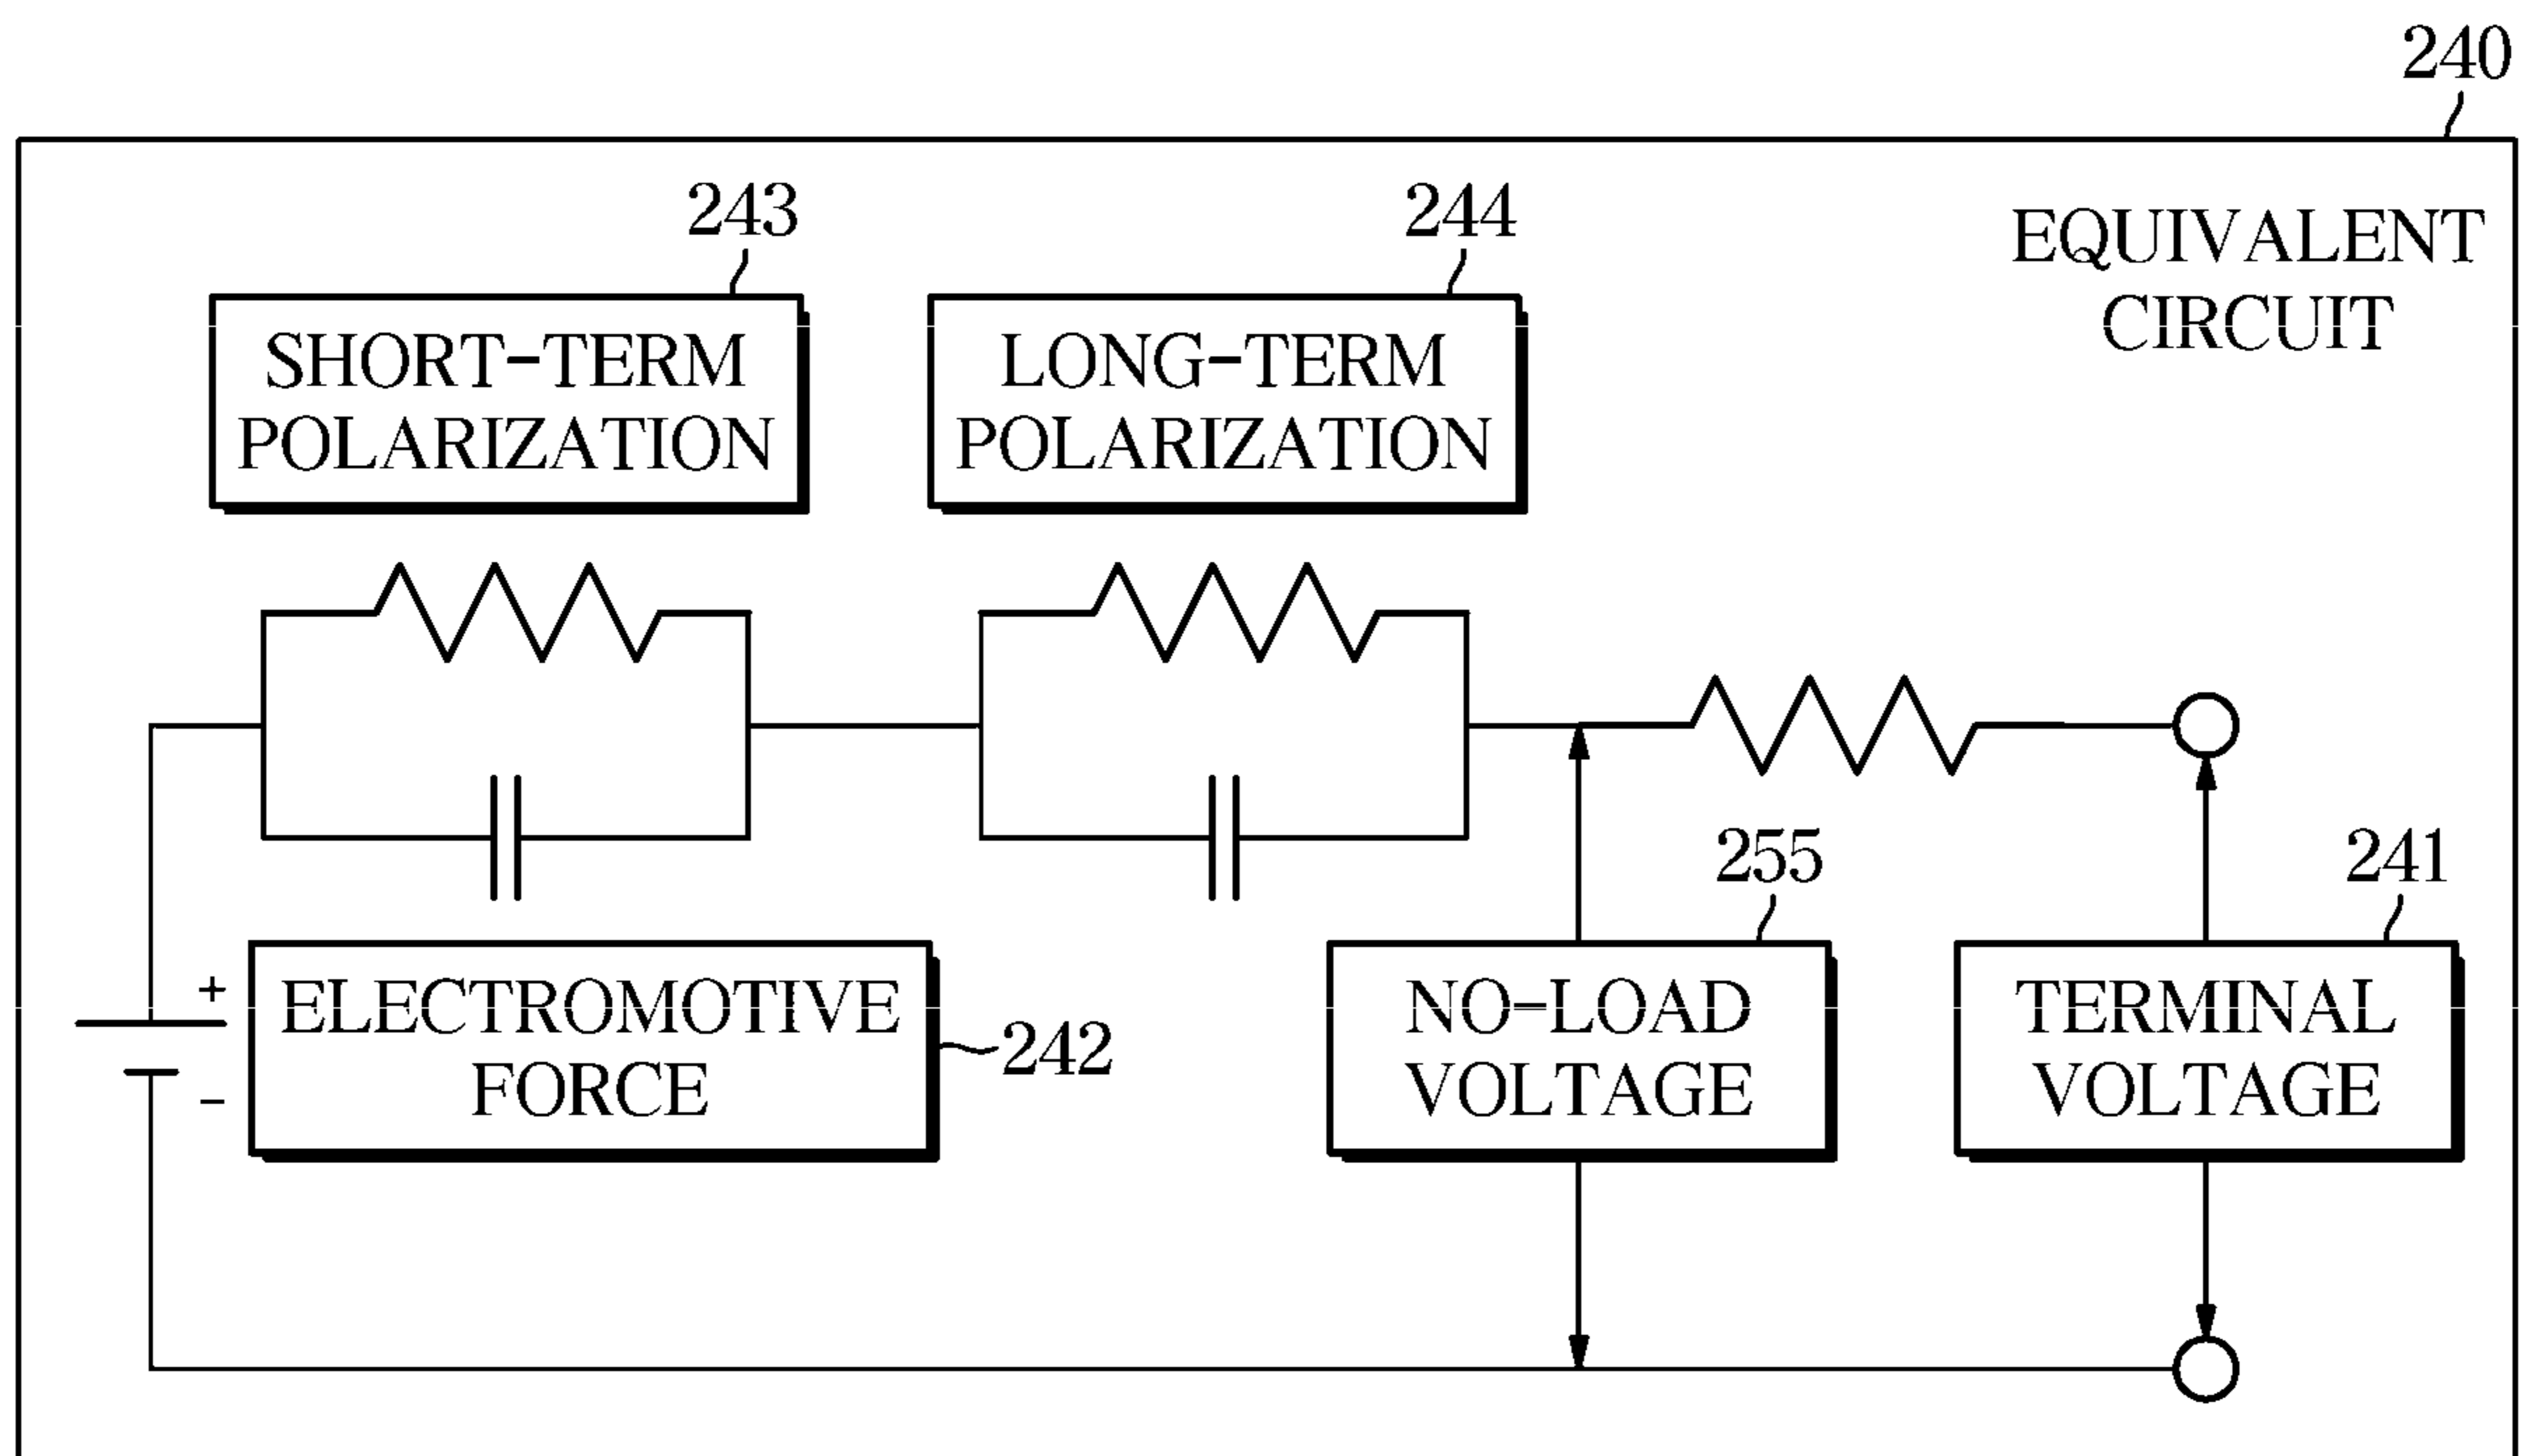 240
EQUIVALENT
CIRCUIT
243
SHORT-TERM
POLARIZATION
244
LONG-TERM
POLARIZATION
+
-
ELECTROMOTIVE
FORCE
242
255
NO-LOAD
VOLTAGE
241
TERMINAL
VOLTAGE